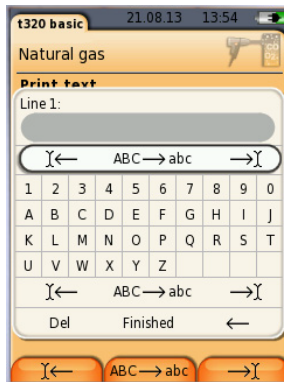 t320 basic 21.08.13 13:54
Natural gas
Print text
Line 1:
I← ABC→abc →I
1 2 3 4 5 6 7 8 9 0
A B C D E F G H I J
K L M N O P Q R S T
U V W X Y Z
I← ABC→abc →I
Del Finished ←
I← ABC→abc →I